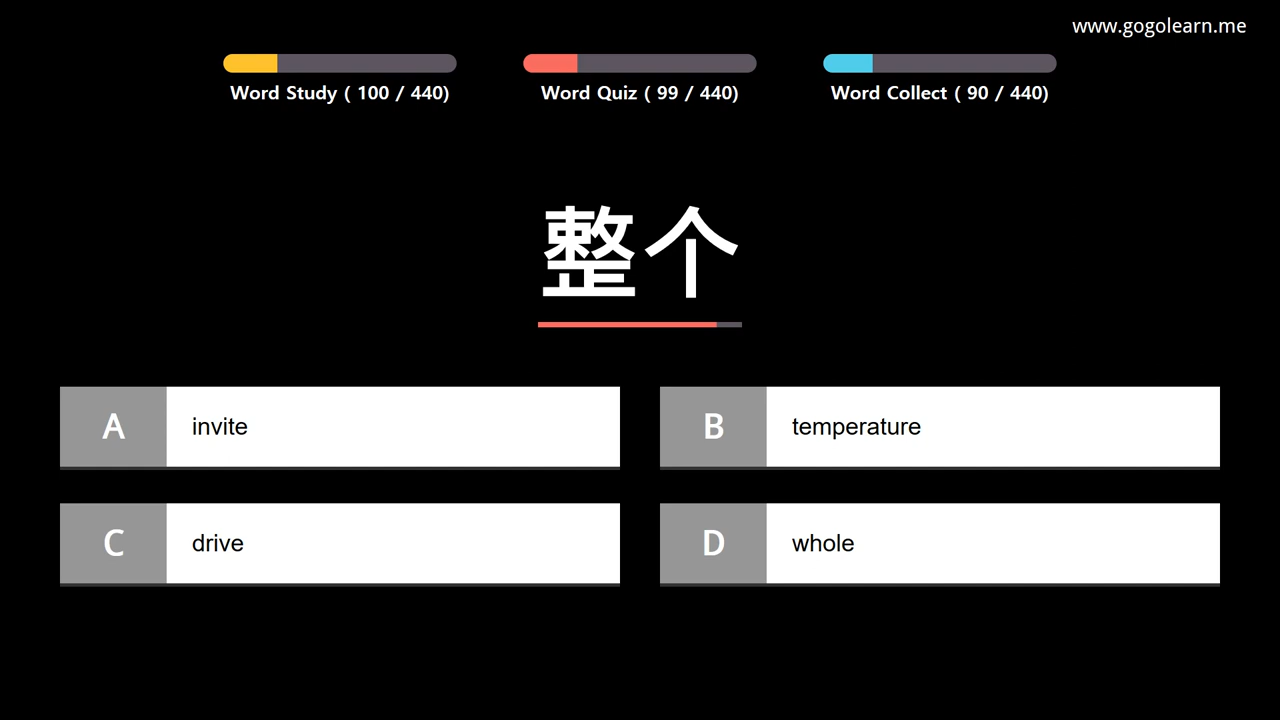 www.gogolearn.me
Word Study ( 100 / 440)
Word Quiz ( 99 / 440)
Word Collect ( 90 / 440)
整个
A invite
B temperature
C drive
D whole